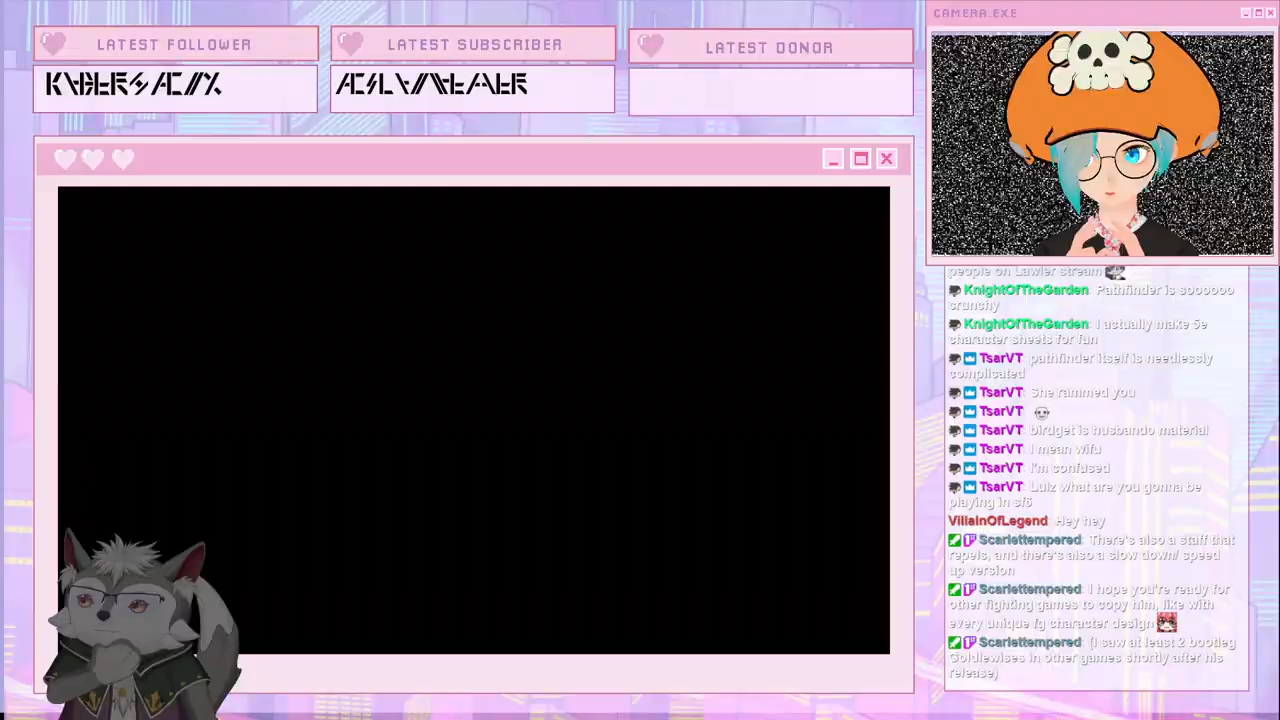 LATEST FOLLOWER
LATEST SUBSCRIBER
LATEST DONOR
CAMERA.EXE
people on Lawler stream
KnightOfTheGarden: Pathfinder is soooooo
crunchy
KnightOfTheGarden: I actually make 5e
character sheets for fun
TsarVT: pathfinder itself is needlessly
complicated
TsarVT: She rammed you
TsarVT:
TsarVT: birdget is husbando material
TsarVT: I mean wifu
TsarVT: I'm confused
TsarVT: Lulz what are you gonna be
playing in sf6
VillainOfLegend: Hey hey
Scarlettempered: There's also a staff that
repels, and there's also a slow down/ speed
up version
Scarlettempered: I hope you're ready for
other fighting games to copy him, like with
every unique fg character design
Scarlettempered: (I saw at least 2 bootleg
Goldlewises in other games shortly after his
release)